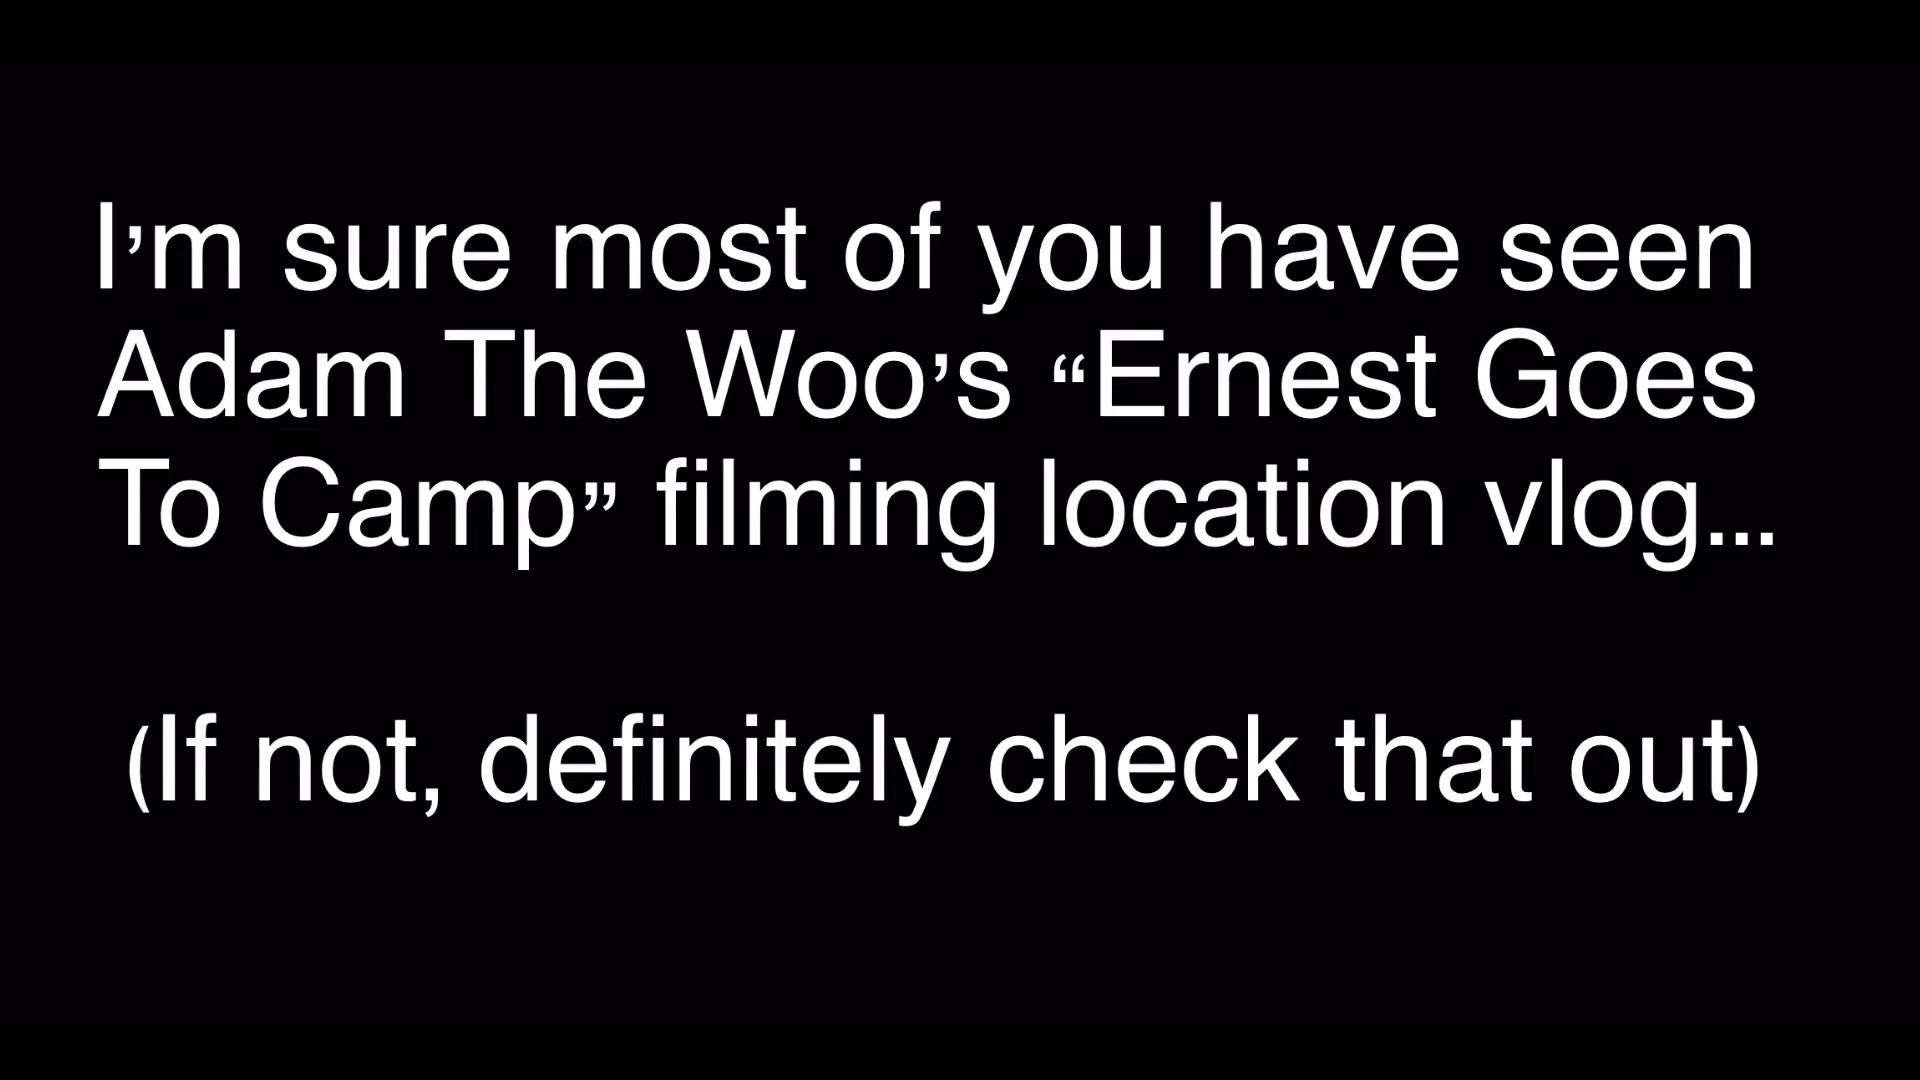 I’m sure most of you have seen
Adam The Woo’s “Ernest Goes
To Camp” filming location vlog...
(If not, definitely check that out)